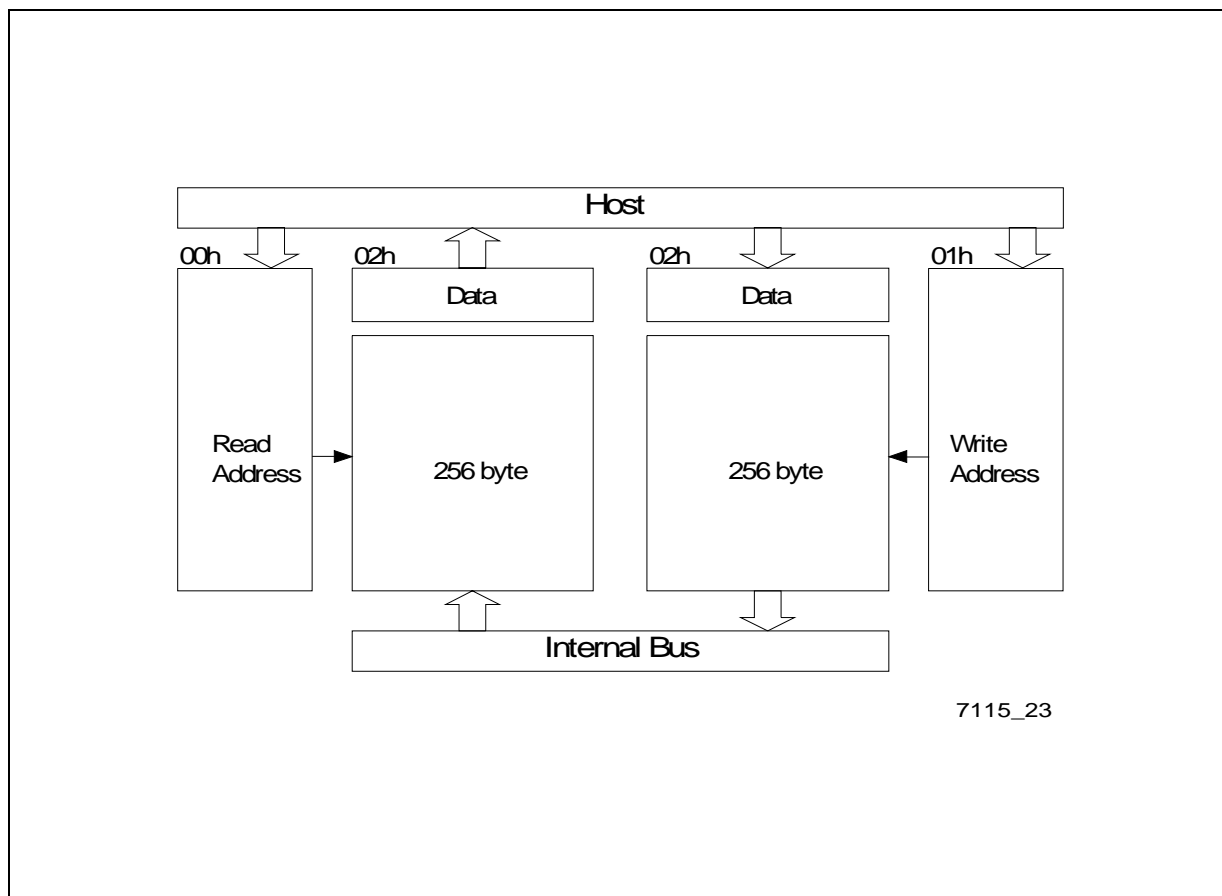 Host
00h
02h
02h
01h
Data
Data
Read
Address
256 byte
256 byte
Write
Address
Internal Bus
7115_23